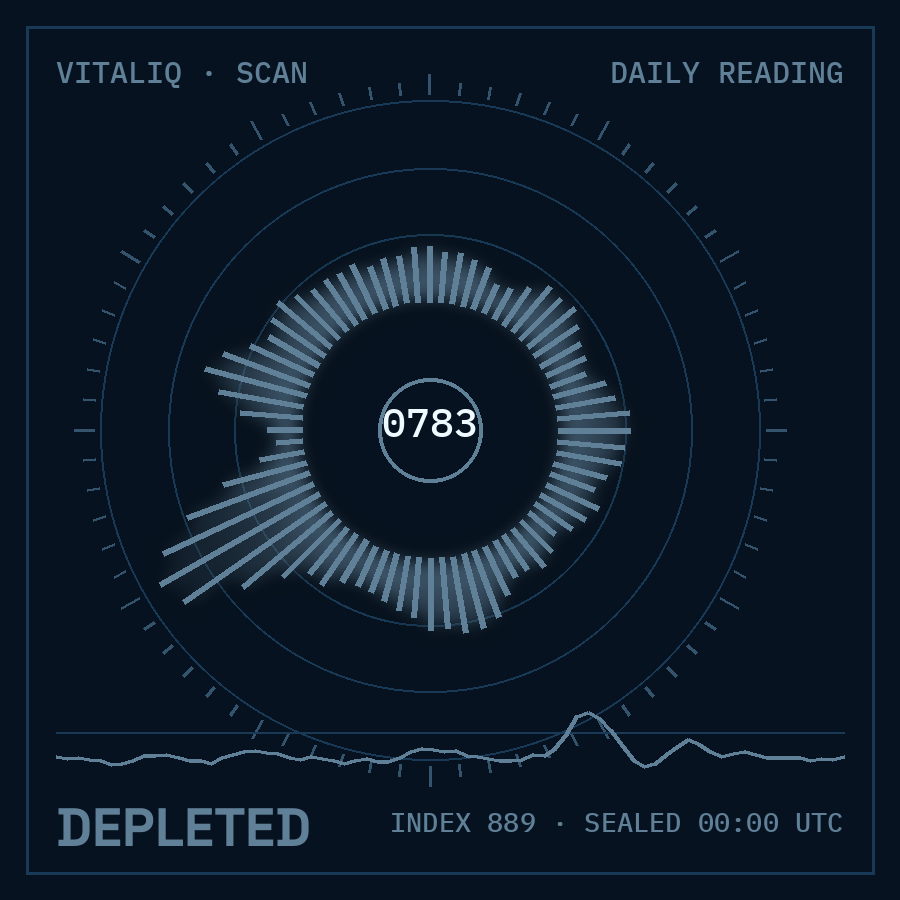 VITALIQ · SCAN
DAILY READING
0783
DEPLETED
INDEX 889 · SEALED 00:00 UTC